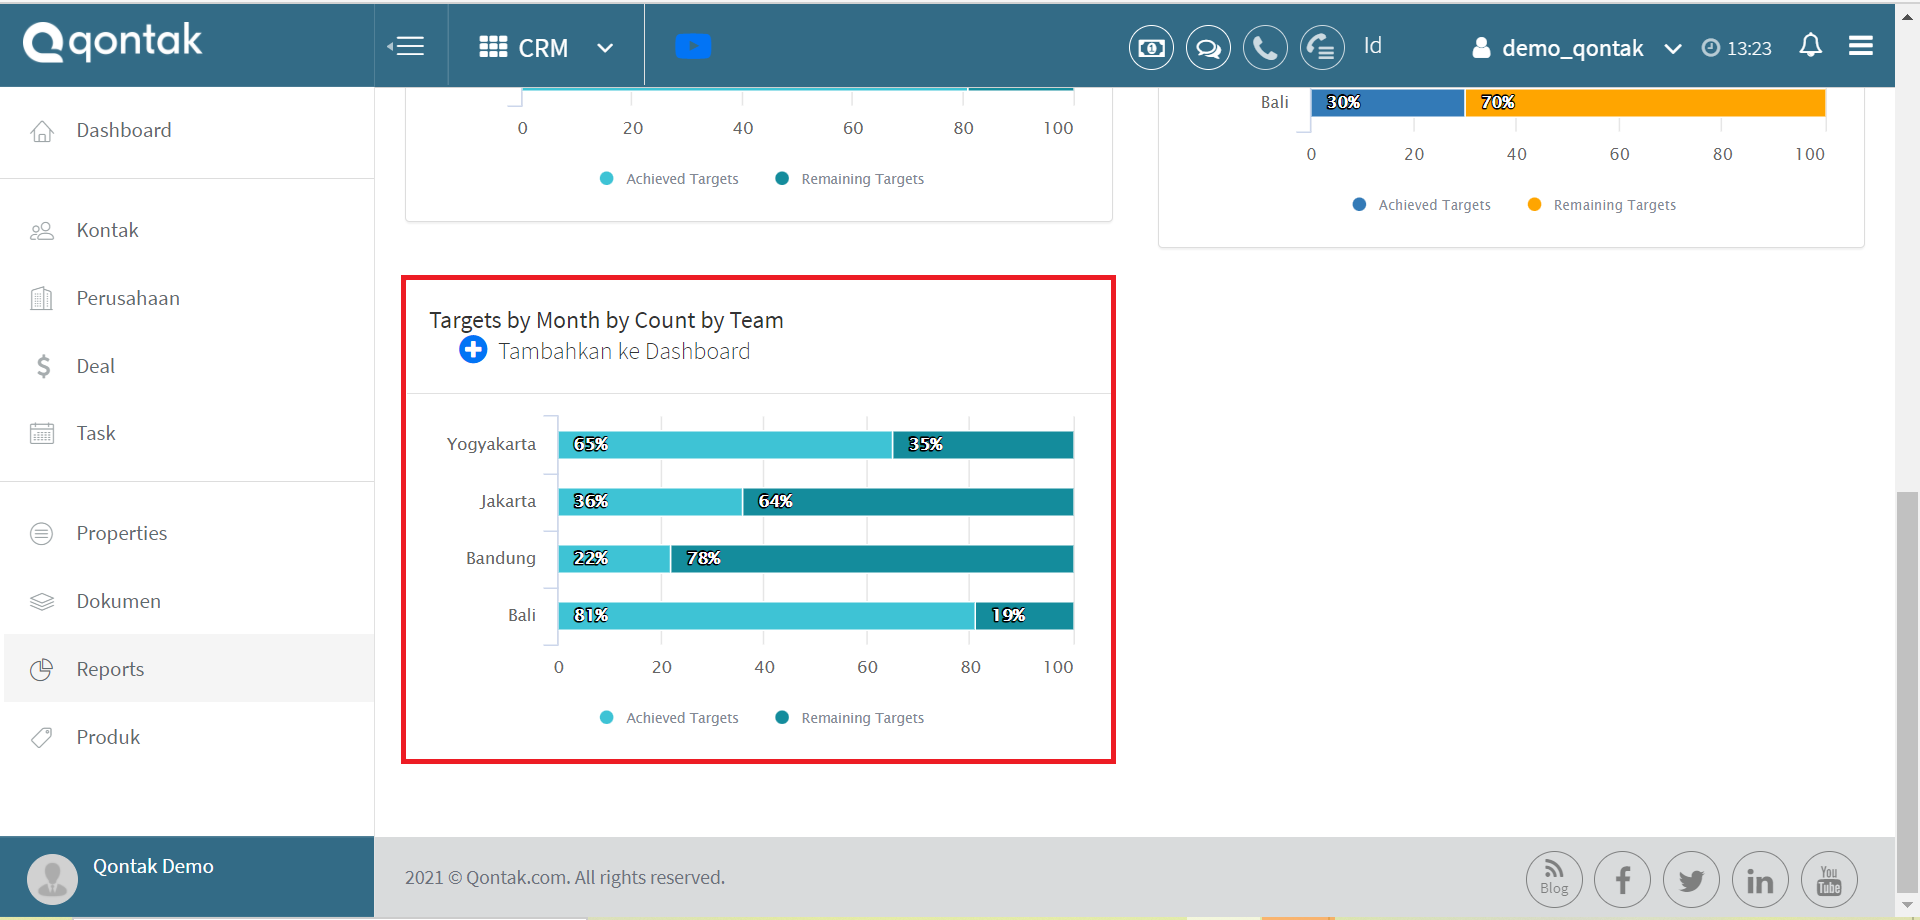 qontak
CRM
Id
demo_qontak
13:23
Dashboard
Kontak
Perusahaan
Deal
Task
Properties
Dokumen
Reports
Produk
Qontak Demo
0 20 40 60 80 100
Achieved Targets Remaining Targets
Bali 30% 70%
0 20 40 60 80 100
Achieved Targets Remaining Targets
Targets by Month by Count by Team
Tambahkan ke Dashboard
Yogyakarta 65% 35%
Jakarta 36% 64%
Bandung 22% 78%
Bali 81% 19%
0 20 40 60 80 100
Achieved Targets Remaining Targets
2021 © Qontak.com. All rights reserved.
Blog
You
Tube